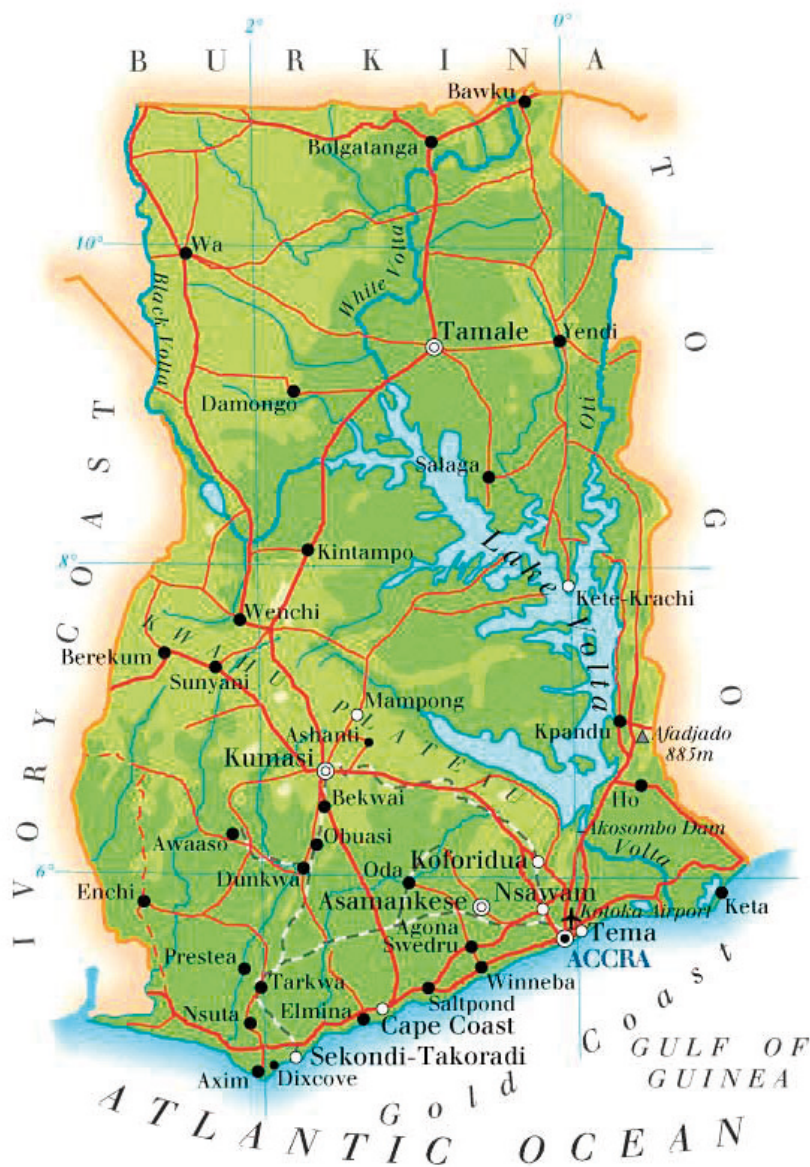 2°
0°
BURKINA
Bawku
Bolgatanga
TOGO
10°
Wa
White Volta
Black Volta
Tamale
Yendi
Damongo
Oti
IVORY COAST
Salaga
Lake Volta
Kintampo
8°
Kete-Krachi
Wenchi
KWAHU PLATEAU
Berekum
Sunyani
Mampong
Ashanti
Kpandu
Afadjado
885m
Kumasi
Ho
Bekwai
Akosombo Dam
Awaaso
Obuasi
Volta
Koforidua
6°
Dunkwa
Oda
Enchi
Asamankese
Nsawam
Keta
Kotoka Airport
Agona
Swedru
Tema
ACCRA
Prestea
Winneba
Tarkwa
Saltpond
Elmina
Nsuta
Cape Coast
Gold Coast
Sekondi-Takoradi
GULF OF
GUINEA
Axim
Dixcove
ATLANTIC OCEAN